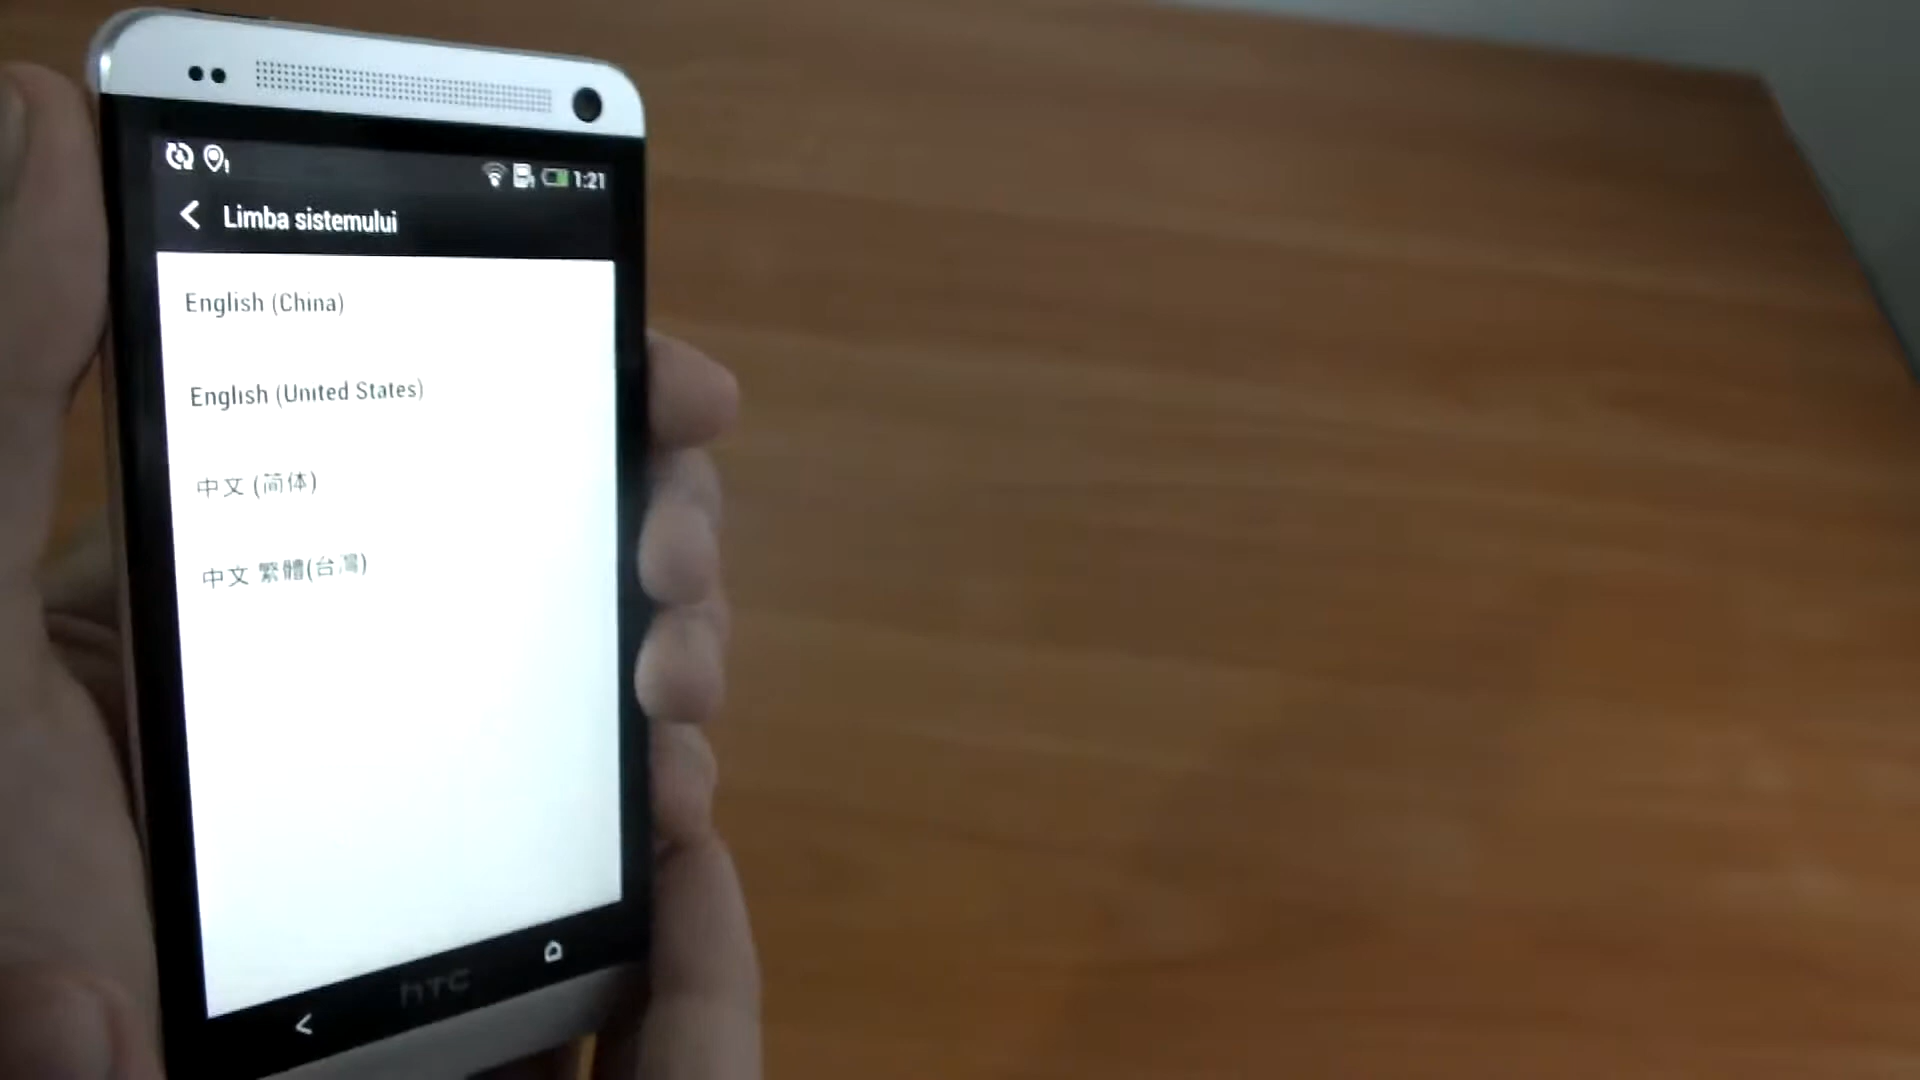 1:21
Limba sistemului
English (China)
English (United States)
中文 (简体)
中文 繁體(台灣)
hTC